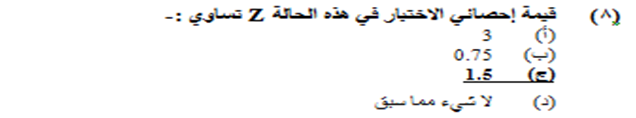 (٨) قيمة إحصائي الاختبار في هذه الحالة Z تساوي :-
(أ) 3
(ب) 0.75
(ج) 1.5
(د) لا شيء مما سبق